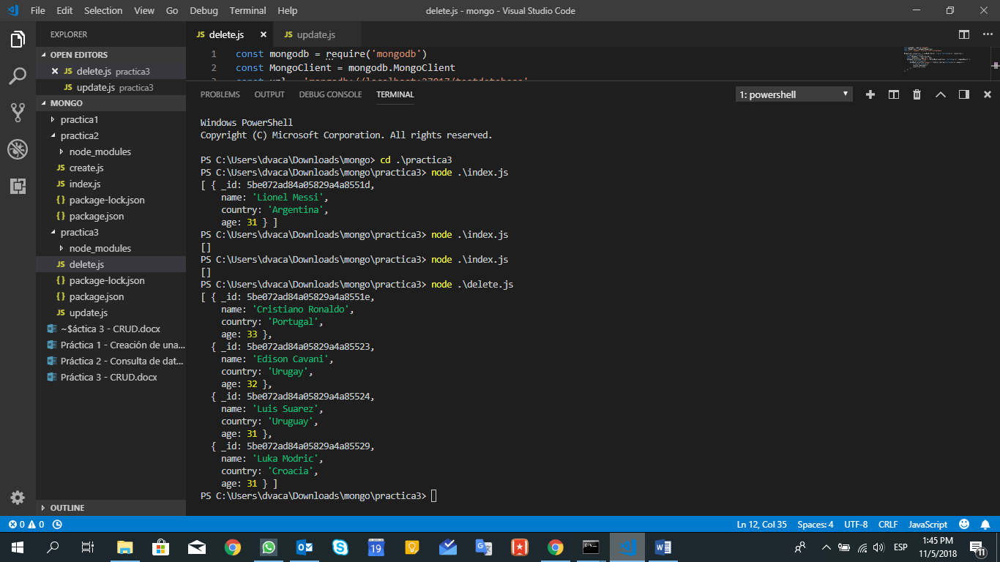 File Edit Selection View Go Debug Terminal Help
delete.js - mongo - Visual Studio Code
EXPLORER
OPEN EDITORS
JS delete.js practica3
JS update.js practica3
MONGO
practica1
practica2
node_modules
JS create.js
JS index.js
{} package-lock.json
{} package.json
practica3
node_modules
JS delete.js
{} package-lock.json
{} package.json
JS update.js
~$áctica 3 - CRUD.docx
Práctica 1 - Creación de una...
Práctica 2 - Consulta de dat...
Práctica 3 - CRUD.docx
OUTLINE
JS delete.js
JS update.js
1 const mongodb = require('mongodb')
2 const MongoClient = mongodb.MongoClient
PROBLEMS OUTPUT DEBUG CONSOLE TERMINAL
1: powershell
Windows PowerShell
Copyright (C) Microsoft Corporation. All rights reserved.
PS C:\Users\dvaca\Downloads\mongo> cd .\practica3
PS C:\Users\dvaca\Downloads\mongo\practica3> node .\index.js
[ { _id: 5be072ad84a05829a4a8551d,
name: 'Lionel Messi',
country: 'Argentina',
age: 31 } ]
PS C:\Users\dvaca\Downloads\mongo\practica3> node .\index.js
[]
PS C:\Users\dvaca\Downloads\mongo\practica3> node .\index.js
[]
PS C:\Users\dvaca\Downloads\mongo\practica3> node .\delete.js
[ { _id: 5be072ad84a05829a4a8551e,
name: 'Cristiano Ronaldo',
country: 'Portugal',
age: 33 },
{ _id: 5be072ad84a05829a4a85523,
name: 'Edison Cavani',
country: 'Urugay',
age: 32 },
{ _id: 5be072ad84a05829a4a85524,
name: 'Luis Suarez',
country: 'Uruguay',
age: 31 },
{ _id: 5be072ad84a05829a4a85529,
name: 'Luka Modric',
country: 'Croacia',
age: 31 } ]
PS C:\Users\dvaca\Downloads\mongo\practica3>
0 0
Ln 12, Col 35 Spaces: 4 UTF-8 CRLF JavaScript
19
ESP
1:45 PM
11/5/2018
11